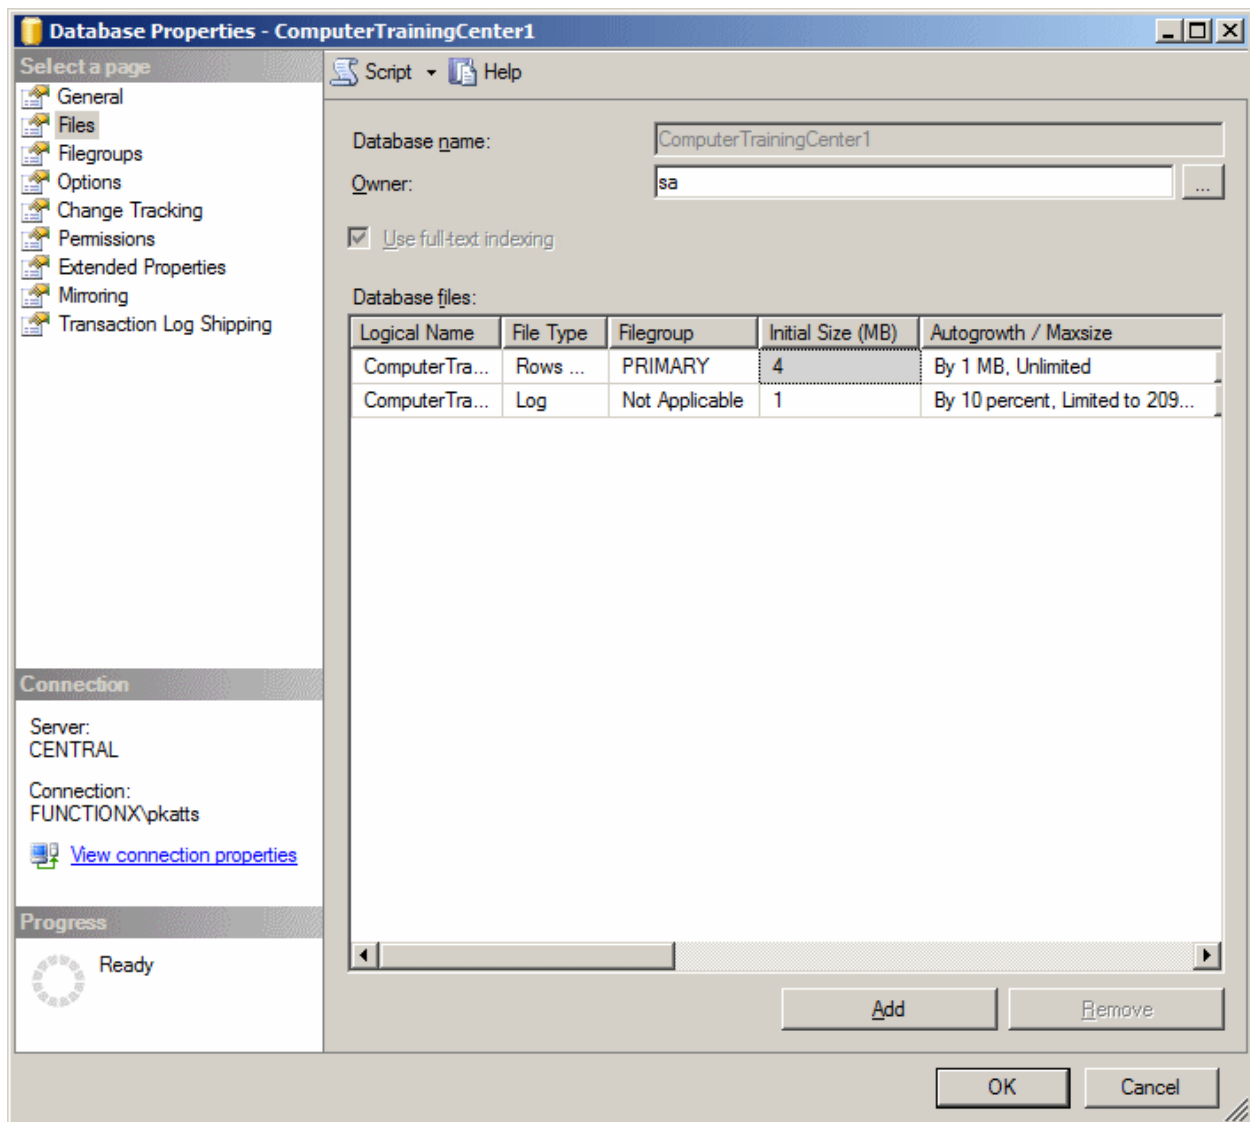 Database Properties - ComputerTrainingCenter1
Select a page
General
Files
Filegroups
Options
Change Tracking
Permissions
Extended Properties
Mirroring
Transaction Log Shipping
Connection
Server:
CENTRAL
Connection:
FUNCTIONX\pkatts
View connection properties
Progress
Ready
Script Help
Database name: ComputerTrainingCenter1
Owner: sa
...
Use full-text indexing
Database files:
Logical Name File Type Filegroup Initial Size (MB) Autogrowth / Maxsize
ComputerTra... Rows ... PRIMARY 4 By 1 MB, Unlimited
ComputerTra... Log Not Applicable 1 By 10 percent, Limited to 209...
Add Remove
OK Cancel